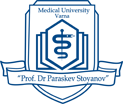 Medical University
Varna
"Prof. Dr Paraskev Stoyanov"